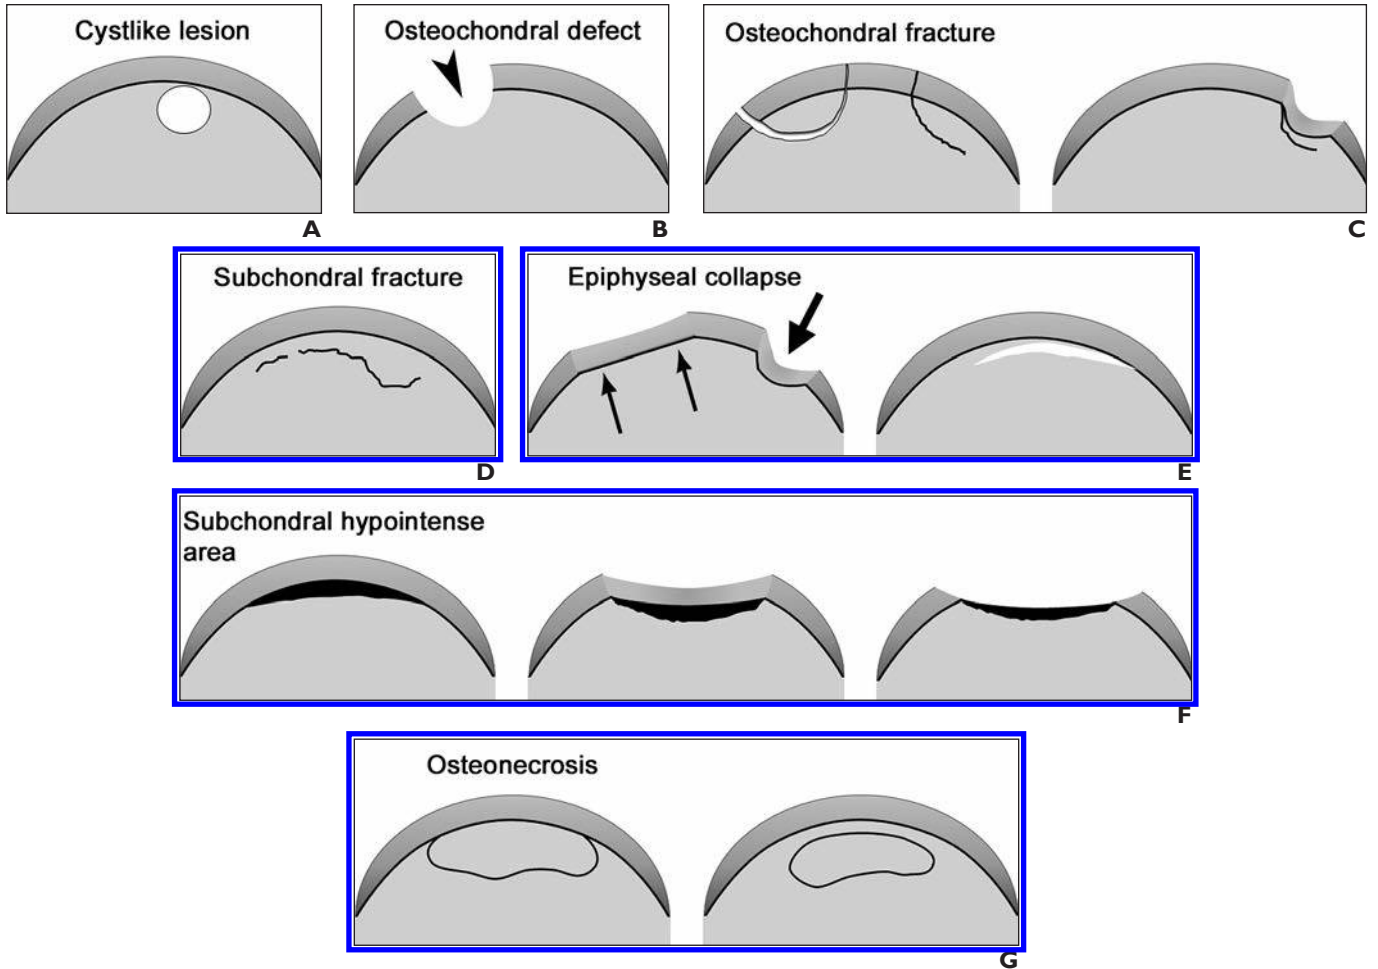 Cystlike lesion
A
Osteochondral defect
B
Osteochondral fracture
C
Subchondral fracture
D
Epiphyseal collapse
E
Subchondral hypointense
area
F
Osteonecrosis
G